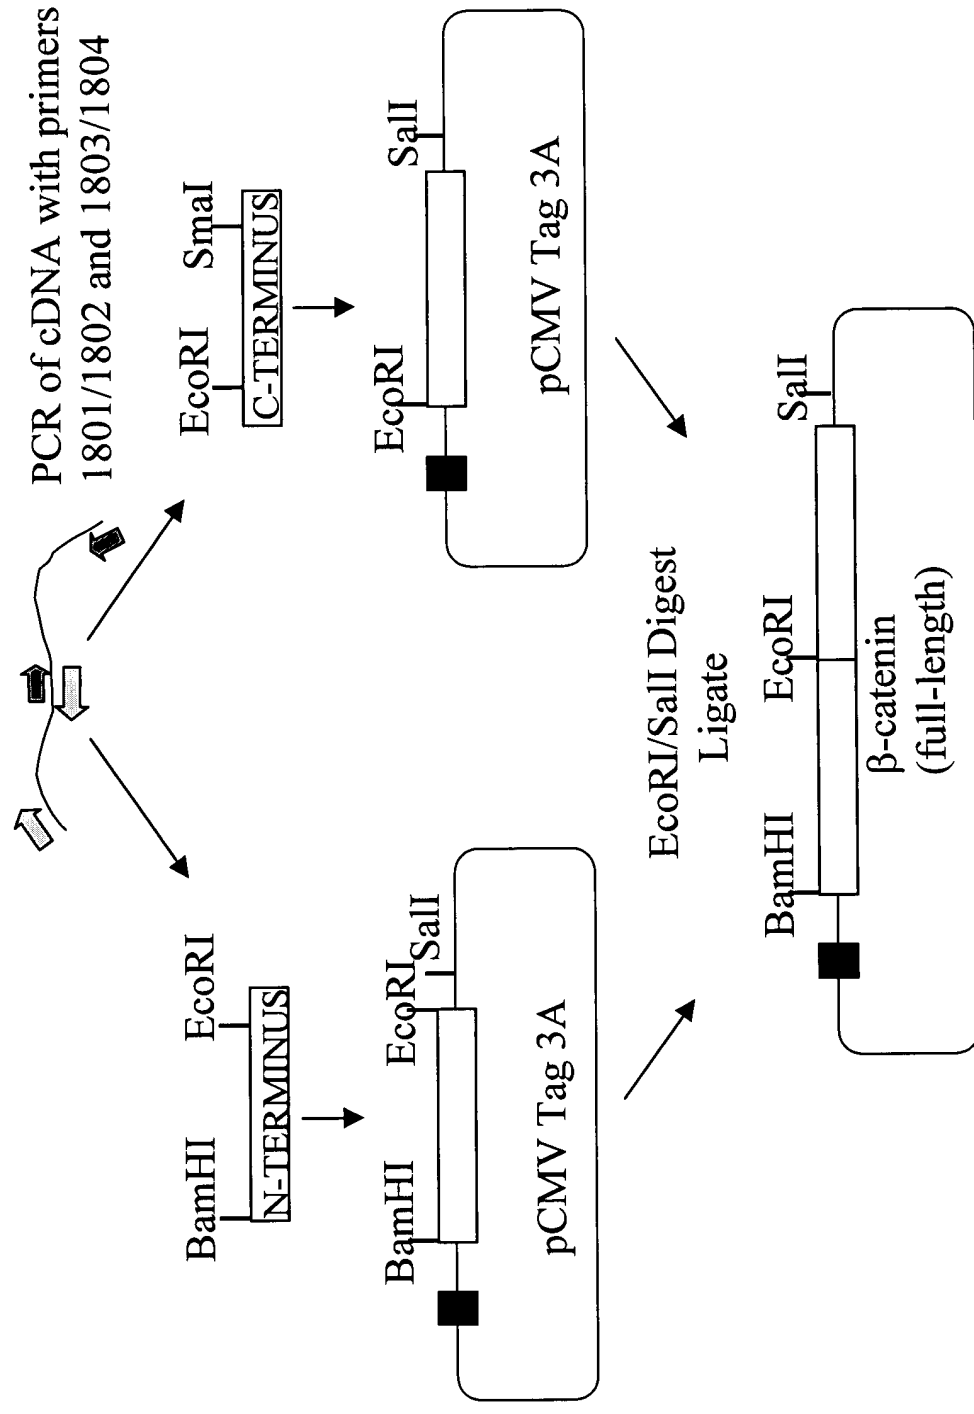 PCR of cDNA with primers
1801/1802 and 1803/1804
BamHI
EcoRI
N-TERMINUS
EcoRI
SmaI
C-TERMINUS
BamHI
EcoRI
SalI
pCMV Tag 3A
EcoRI
SalI
pCMV Tag 3A
EcoRI/SalI Digest
Ligate
BamHI
EcoRI
SalI
β-catenin
(full-length)